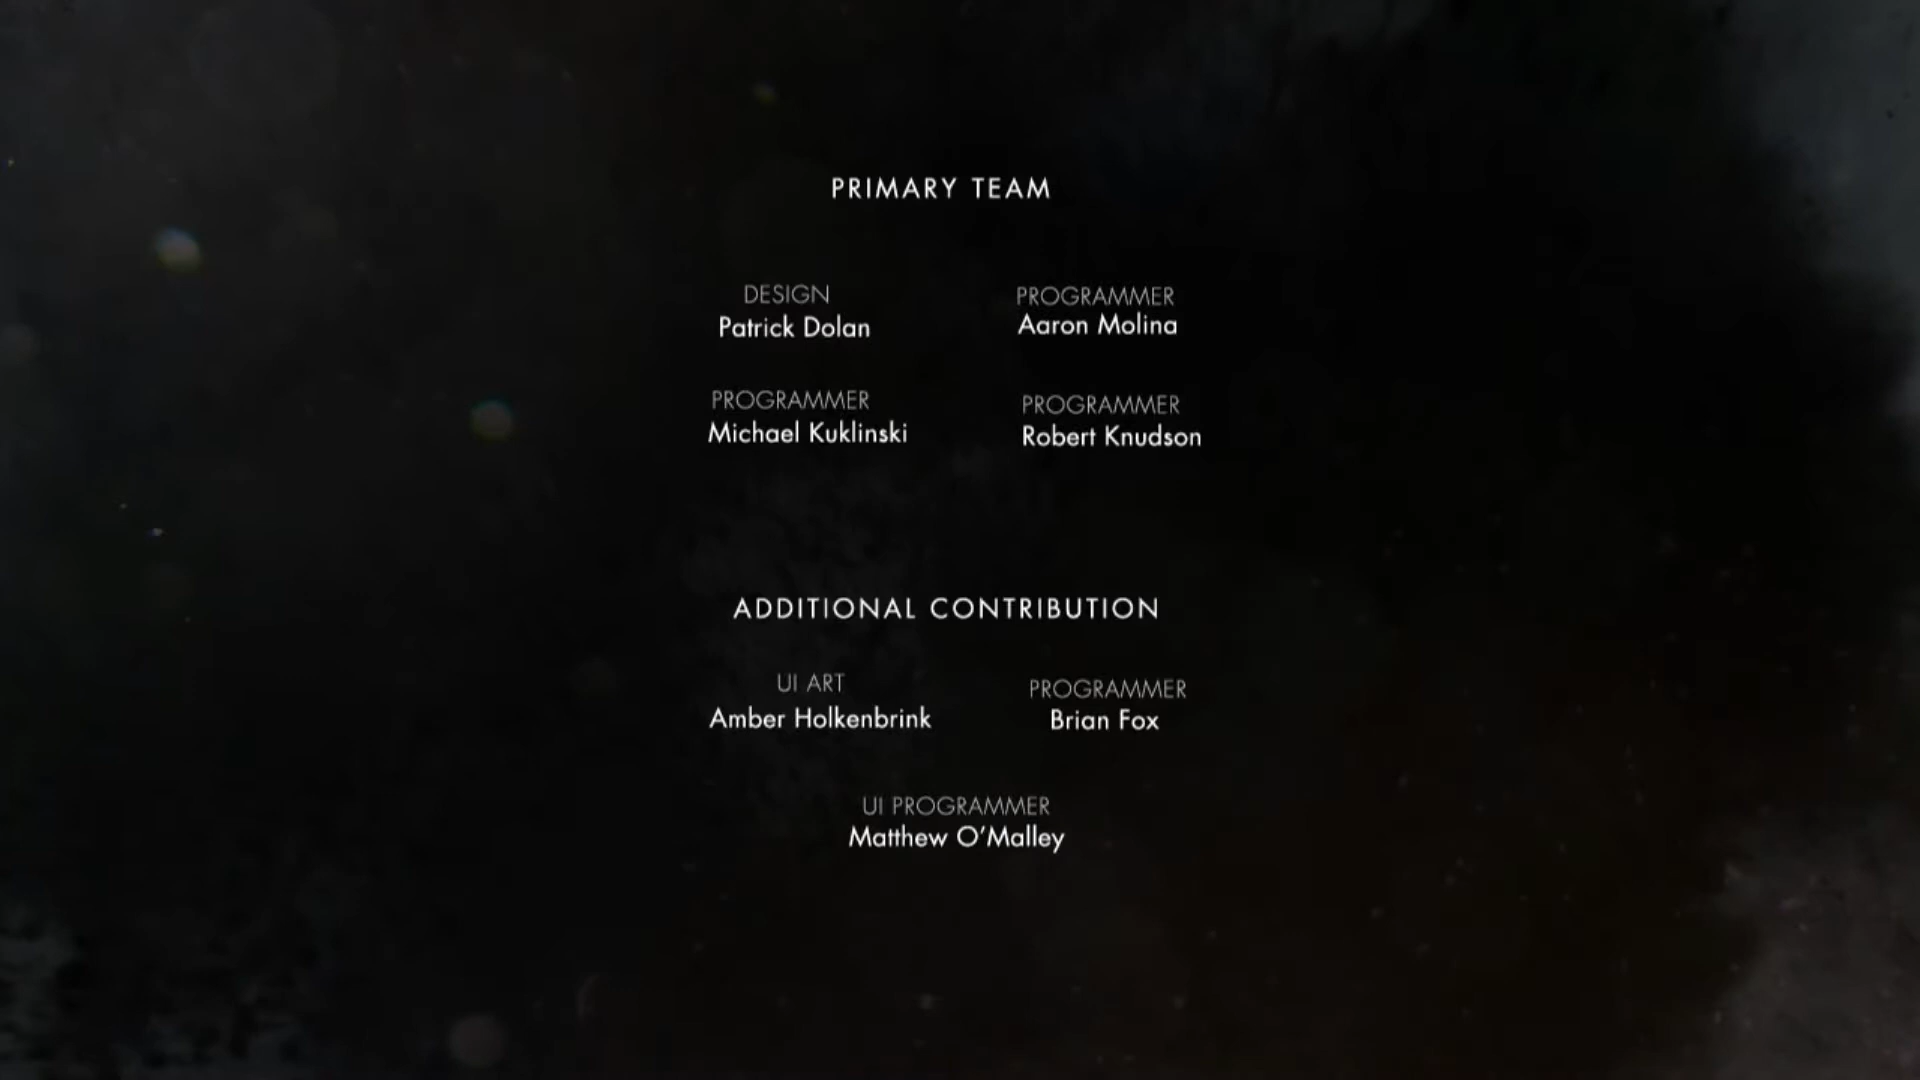 PRIMARY TEAM
DESIGN
Patrick Dolan
PROGRAMMER
Aaron Molina
PROGRAMMER
Michael Kuklinski
PROGRAMMER
Robert Knudson
ADDITIONAL CONTRIBUTION
UI ART
Amber Holkenbrink
PROGRAMMER
Brian Fox
UI PROGRAMMER
Matthew O'Malley